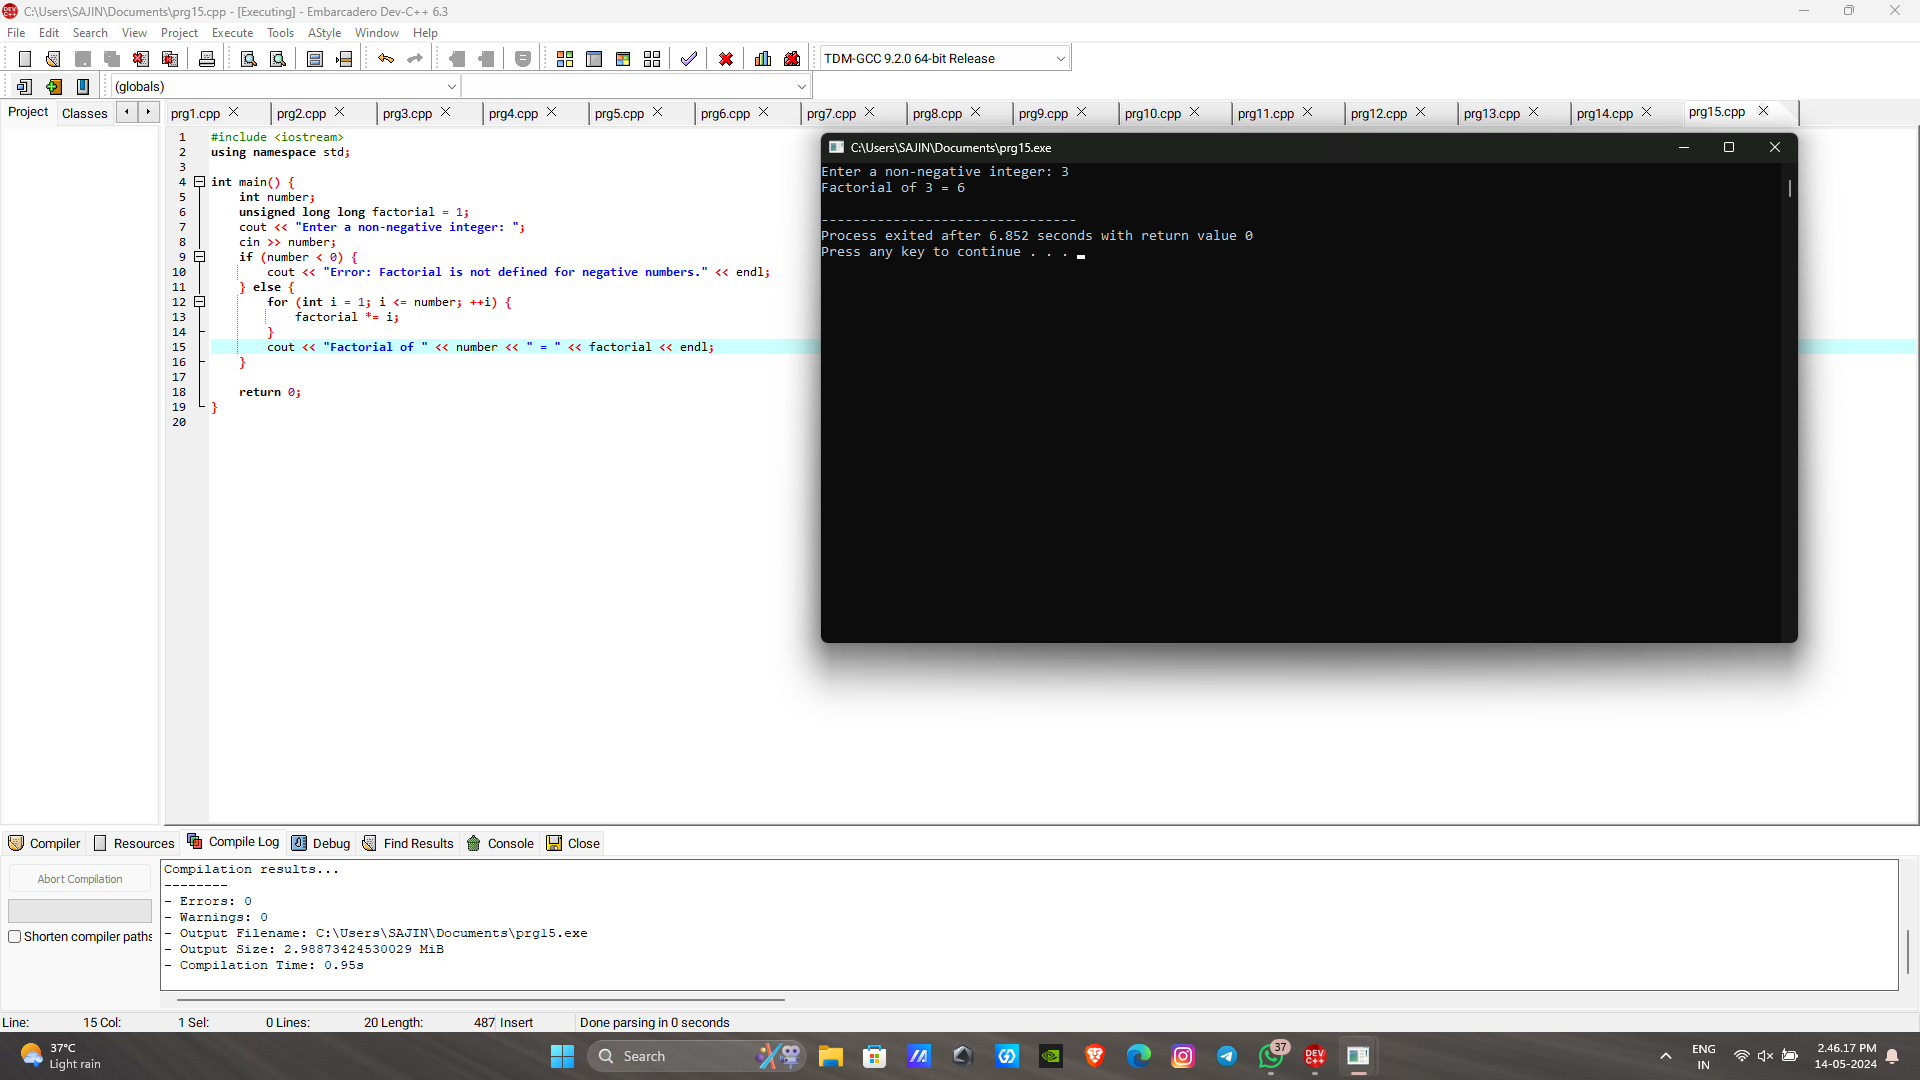 C:\Users\SAJIN\Documents\prg15.cpp - [Executing] - Embarcadero Dev-C++ 6.3
File Edit Search View Project Execute Tools AStyle Window Help
TDM-GCC 9.2.0 64-bit Release
(globals)
Project Classes
prg1.cpp prg2.cpp prg3.cpp prg4.cpp prg5.cpp prg6.cpp prg7.cpp prg8.cpp prg9.cpp prg10.cpp prg11.cpp prg12.cpp prg13.cpp prg14.cpp prg15.cpp
1 #include <iostream>
2 using namespace std;
3
4 int main() {
5 int number;
6 unsigned long long factorial = 1;
7 cout << "Enter a non-negative integer: ";
8 cin >> number;
9 if (number < 0) {
10 cout << "Error: Factorial is not defined for negative numbers." << endl;
11 } else {
12 for (int i = 1; i <= number; ++i) {
13 factorial *= i;
14 }
15 cout << "Factorial of " << number << " = " << factorial << endl;
16 }
17
18 return 0;
19 }
20
C:\Users\SAJIN\Documents\prg15.exe
Enter a non-negative integer: 3
Factorial of 3 = 6
--------------------------------
Process exited after 6.852 seconds with return value 0
Press any key to continue . . .
Compiler Resources Compile Log Debug Find Results Console Close
Abort Compilation
Shorten compiler paths
Compilation results...
--------
- Errors: 0
- Warnings: 0
- Output Filename: C:\Users\SAJIN\Documents\prg15.exe
- Output Size: 2.98873424530029 MiB
- Compilation Time: 0.95s
Line: 15 Col: 1 Sel: 0 Lines: 20 Length: 487 Insert Done parsing in 0 seconds
37°C
Light rain
Search
37
DEV C++
ENG
IN
2.46.17 PM
14-05-2024